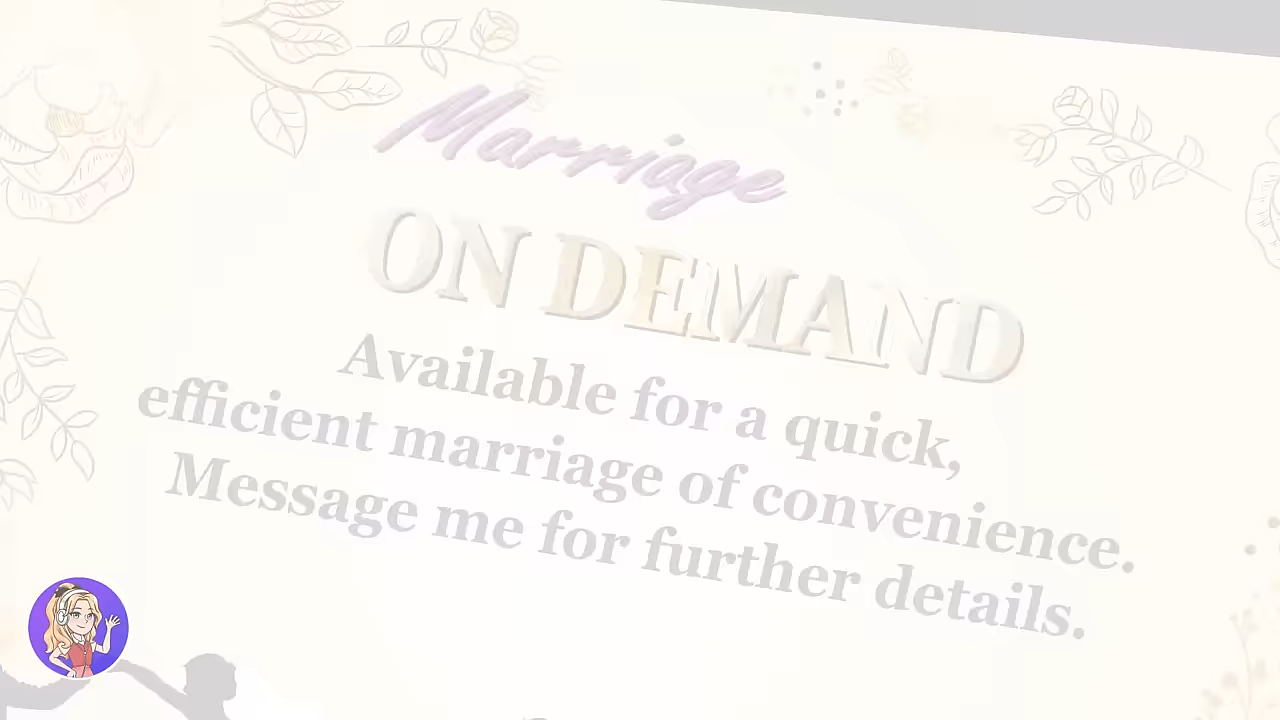 Marriage
ON DEMAND
Available for a quick,
efficient marriage of convenience.
Message me for further details.